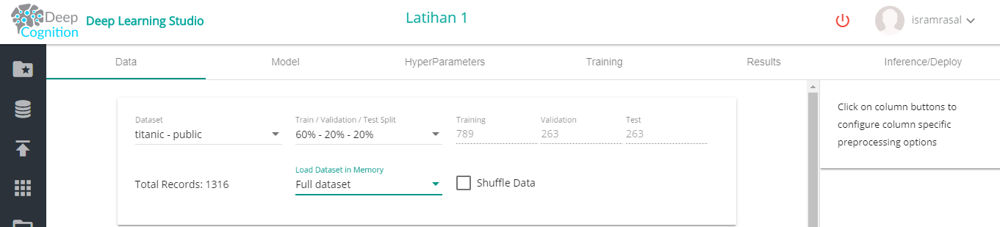 Deep
Cognition
Deep Learning Studio
Latihan 1
isramrasal
Data
Model
HyperParameters
Training
Results
Inference/Deploy
Dataset
titanic - public
Train / Validation / Test Split
60% - 20% - 20%
Training
789
Validation
263
Test
263
Total Records: 1316
Load Dataset in Memory
Full dataset
Shuffle Data
Click on column buttons to
configure column specific
preprocessing options